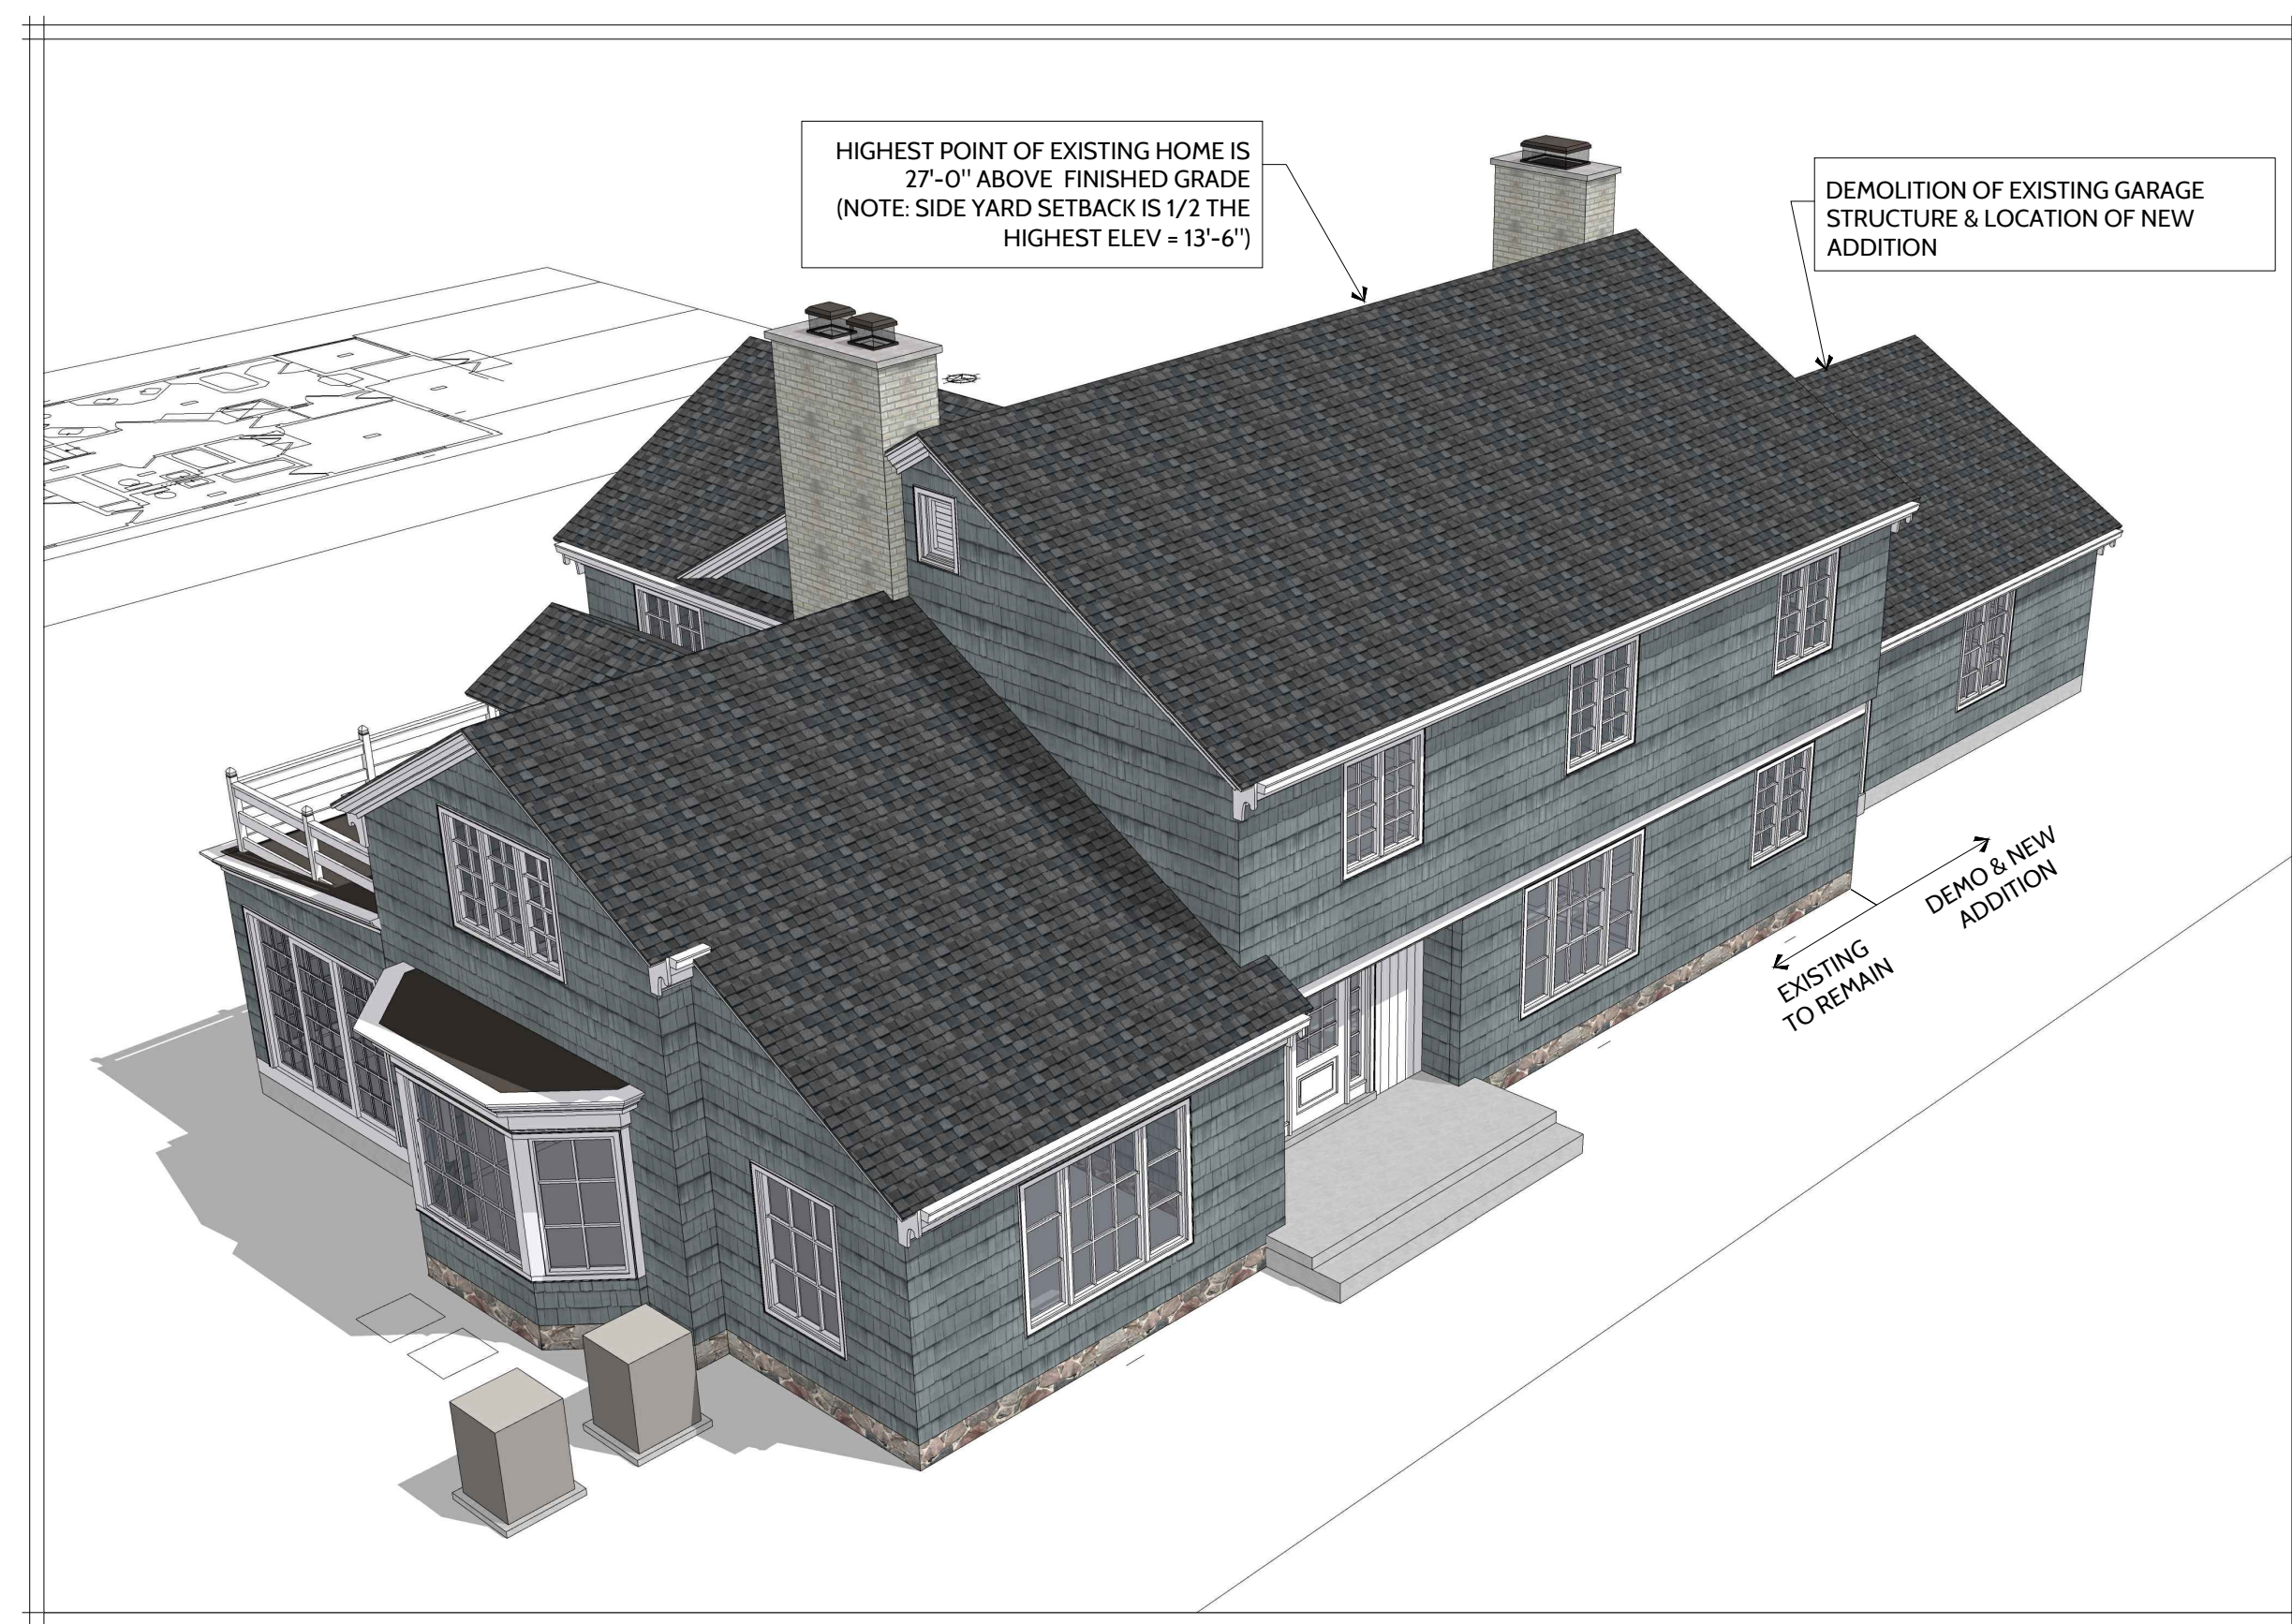 HIGHEST POINT OF EXISTING HOME IS
27'-0" ABOVE FINISHED GRADE
(NOTE: SIDE YARD SETBACK IS 1/2 THE
HIGHEST ELEV = 13'-6")
DEMOLITION OF EXISTING GARAGE
STRUCTURE & LOCATION OF NEW
ADDITION
DEMO & NEW
ADDITION
EXISTING
TO REMAIN